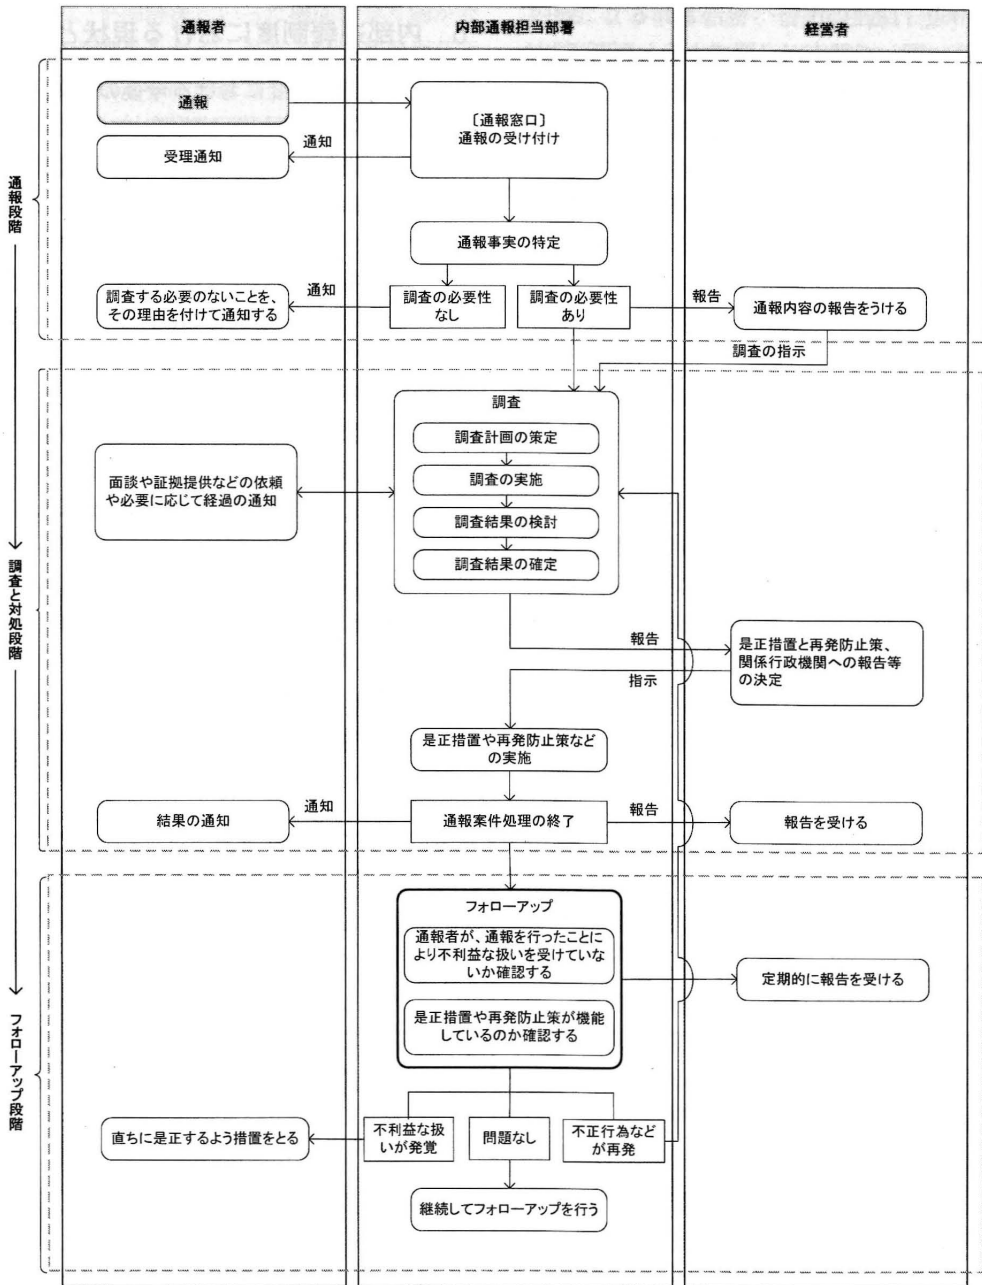 通報者
内部通報担当部署
経営者
通報段階
通報
〔通報窓口〕
通報の受け付け
通知
受理通知
通報事実の特定
調査する必要のないことを、
その理由を付けて通知する
通知
調査の必要性
なし
調査の必要性
あり
報告
通報内容の報告をうける
調査の指示
調査と対処段階
調査
調査計画の策定
調査の実施
調査結果の検討
調査結果の確定
面談や証拠提供などの依頼
や必要に応じて経過の通知
報告
是正措置と再発防止策、
関係行政機関への報告等
の決定
指示
是正措置や再発防止策など
の実施
結果の通知
通知
通報案件処理の終了
報告
報告を受ける
フォローアップ段階
フォローアップ
通報者が、通報を行ったことに
より不利益な扱いを受けていな
いか確認する
是正措置や再発防止策が機能
しているのか確認する
定期的に報告を受ける
直ちに是正するよう措置をとる
不利益な扱
いが発覚
問題なし
不正行為など
が再発
継続してフォローアップを行う